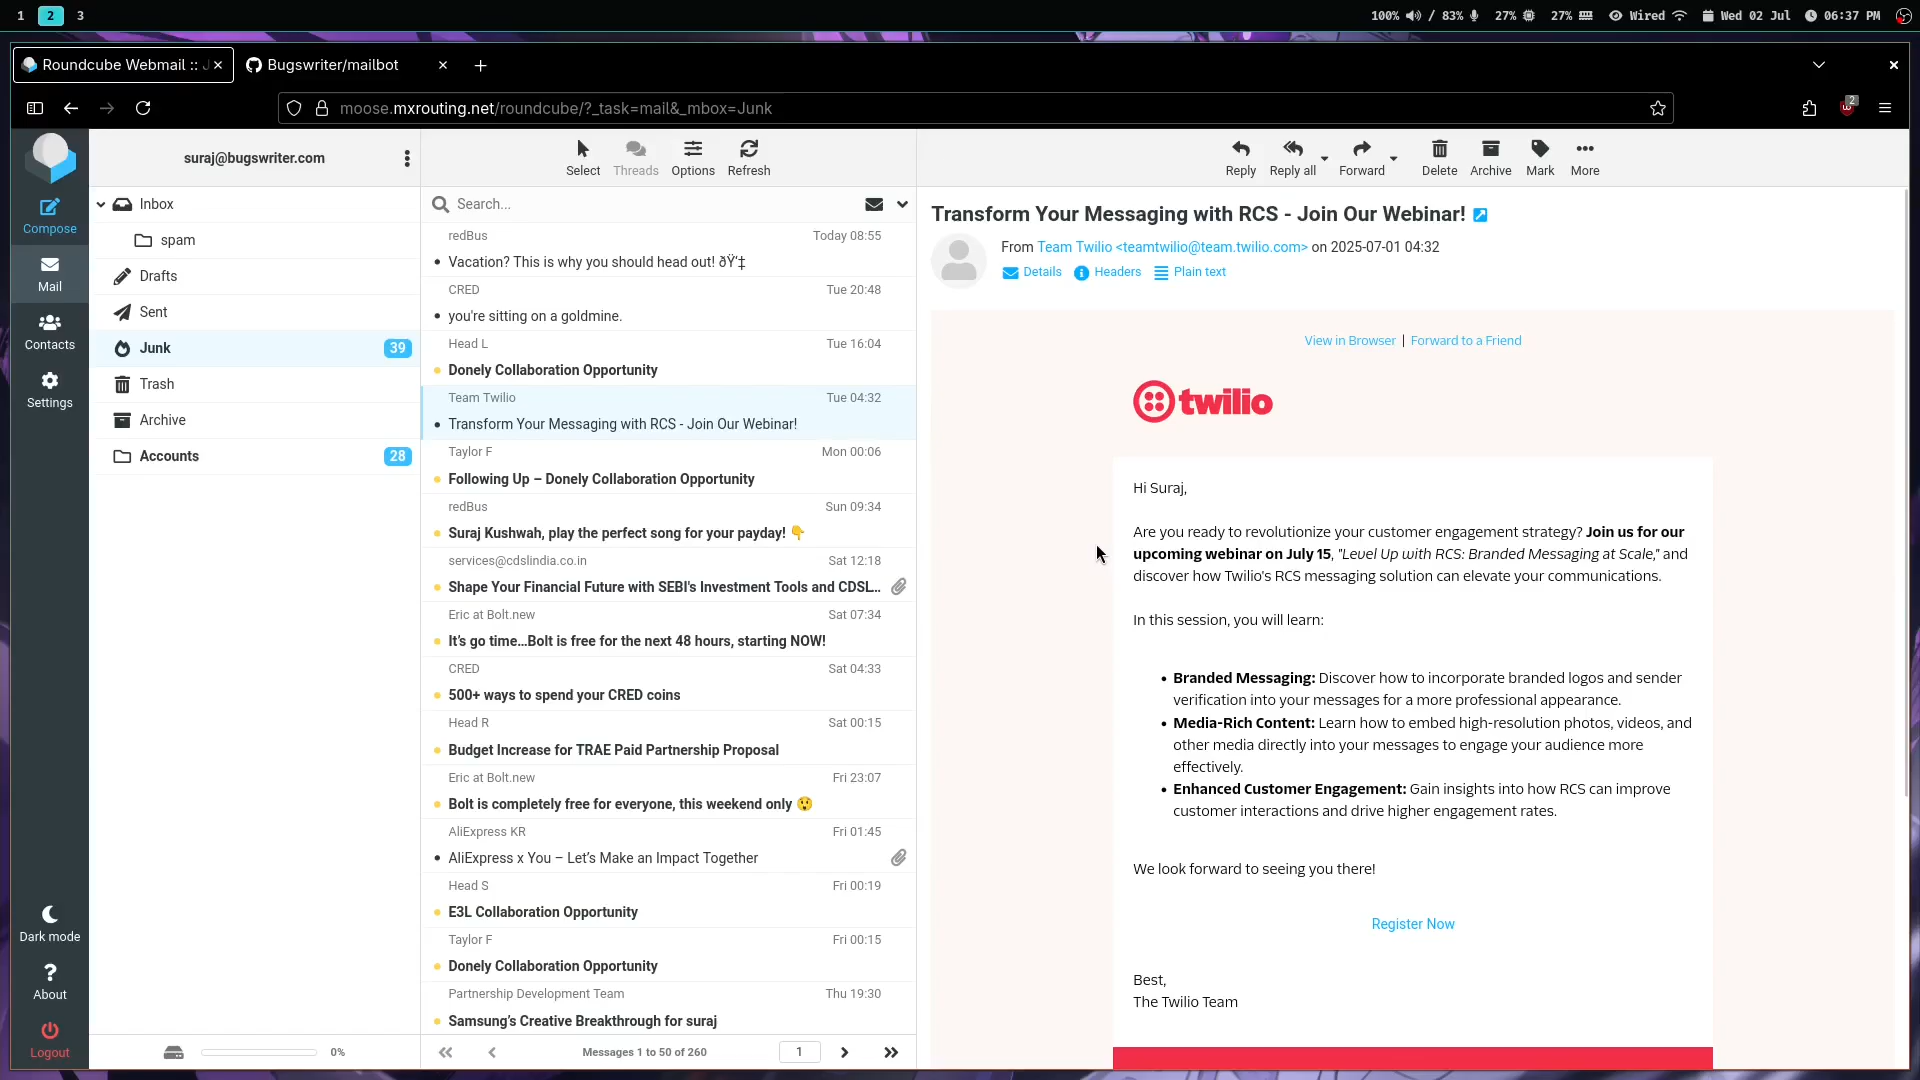 1 2 3
100% / 83% 27% 27% Wired Wed 02 Jul 06:37 PM
Roundcube Webmail :: J
Bugswriter/mailbot
moose.mxrouting.net/roundcube/?_task=mail&_mbox=Junk
2
Compose
Mail
Contacts
Settings
Dark mode
About
Logout
suraj@bugswriter.com
Inbox
spam
Drafts
Sent
Junk 39
Trash
Archive
Accounts 28
0%
Select Threads Options Refresh
Search...
redBus Today 08:55
Vacation? This is why you should head out! ðŸ‘‡
CRED Tue 20:48
you're sitting on a goldmine.
Head L Tue 16:04
Donely Collaboration Opportunity
Team Twilio Tue 04:32
Transform Your Messaging with RCS - Join Our Webinar!
Taylor F Mon 00:06
Following Up – Donely Collaboration Opportunity
redBus Sun 09:34
Suraj Kushwah, play the perfect song for your payday! 👇
services@cdslindia.co.in Sat 12:18
Shape Your Financial Future with SEBI's Investment Tools and CDSL…
Eric at Bolt.new Sat 07:34
It's go time…Bolt is free for the next 48 hours, starting NOW!
CRED Sat 04:33
500+ ways to spend your CRED coins
Head R Sat 00:15
Budget Increase for TRAE Paid Partnership Proposal
Eric at Bolt.new Fri 23:07
Bolt is completely free for everyone, this weekend only 😲
AliExpress KR Fri 01:45
AliExpress x You – Let's Make an Impact Together
Head S Fri 00:19
E3L Collaboration Opportunity
Taylor F Fri 00:15
Donely Collaboration Opportunity
Partnership Development Team Thu 19:30
Samsung's Creative Breakthrough for suraj
Messages 1 to 50 of 260 1
Reply Reply all Forward Delete Archive Mark More
Transform Your Messaging with RCS - Join Our Webinar!
From Team Twilio <teamtwilio@team.twilio.com> on 2025-07-01 04:32
Details Headers Plain text
View in Browser | Forward to a Friend
twilio
Hi Suraj,
Are you ready to revolutionize your customer engagement strategy? Join us for our
upcoming webinar on July 15, "Level Up with RCS: Branded Messaging at Scale," and
discover how Twilio's RCS messaging solution can elevate your communications.
In this session, you will learn:
• Branded Messaging: Discover how to incorporate branded logos and sender
verification into your messages for a more professional appearance.
• Media-Rich Content: Learn how to embed high-resolution photos, videos, and
other media directly into your messages to engage your audience more
effectively.
• Enhanced Customer Engagement: Gain insights into how RCS can improve
customer interactions and drive higher engagement rates.
We look forward to seeing you there!
Register Now
Best,
The Twilio Team